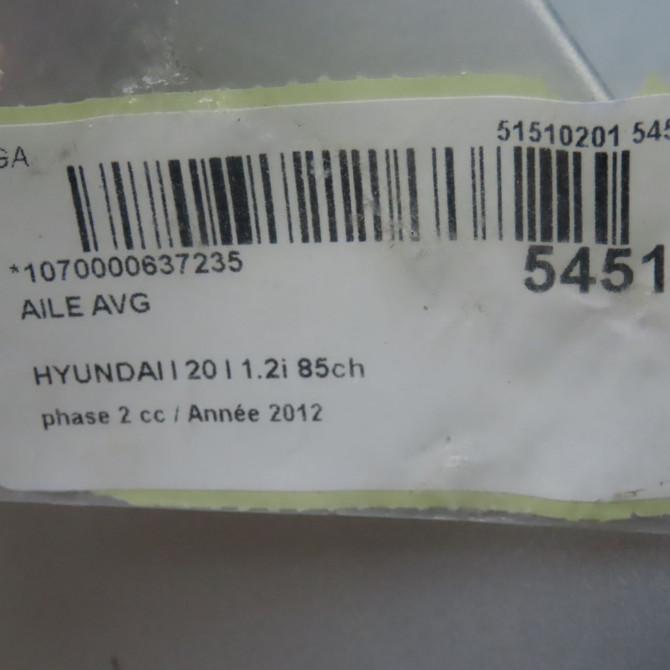 GA
51510201 545
*1070000637235
5451
AILE AVG
HYUNDAI I 20 I 1.2i 85ch
phase 2 cc / Année 2012